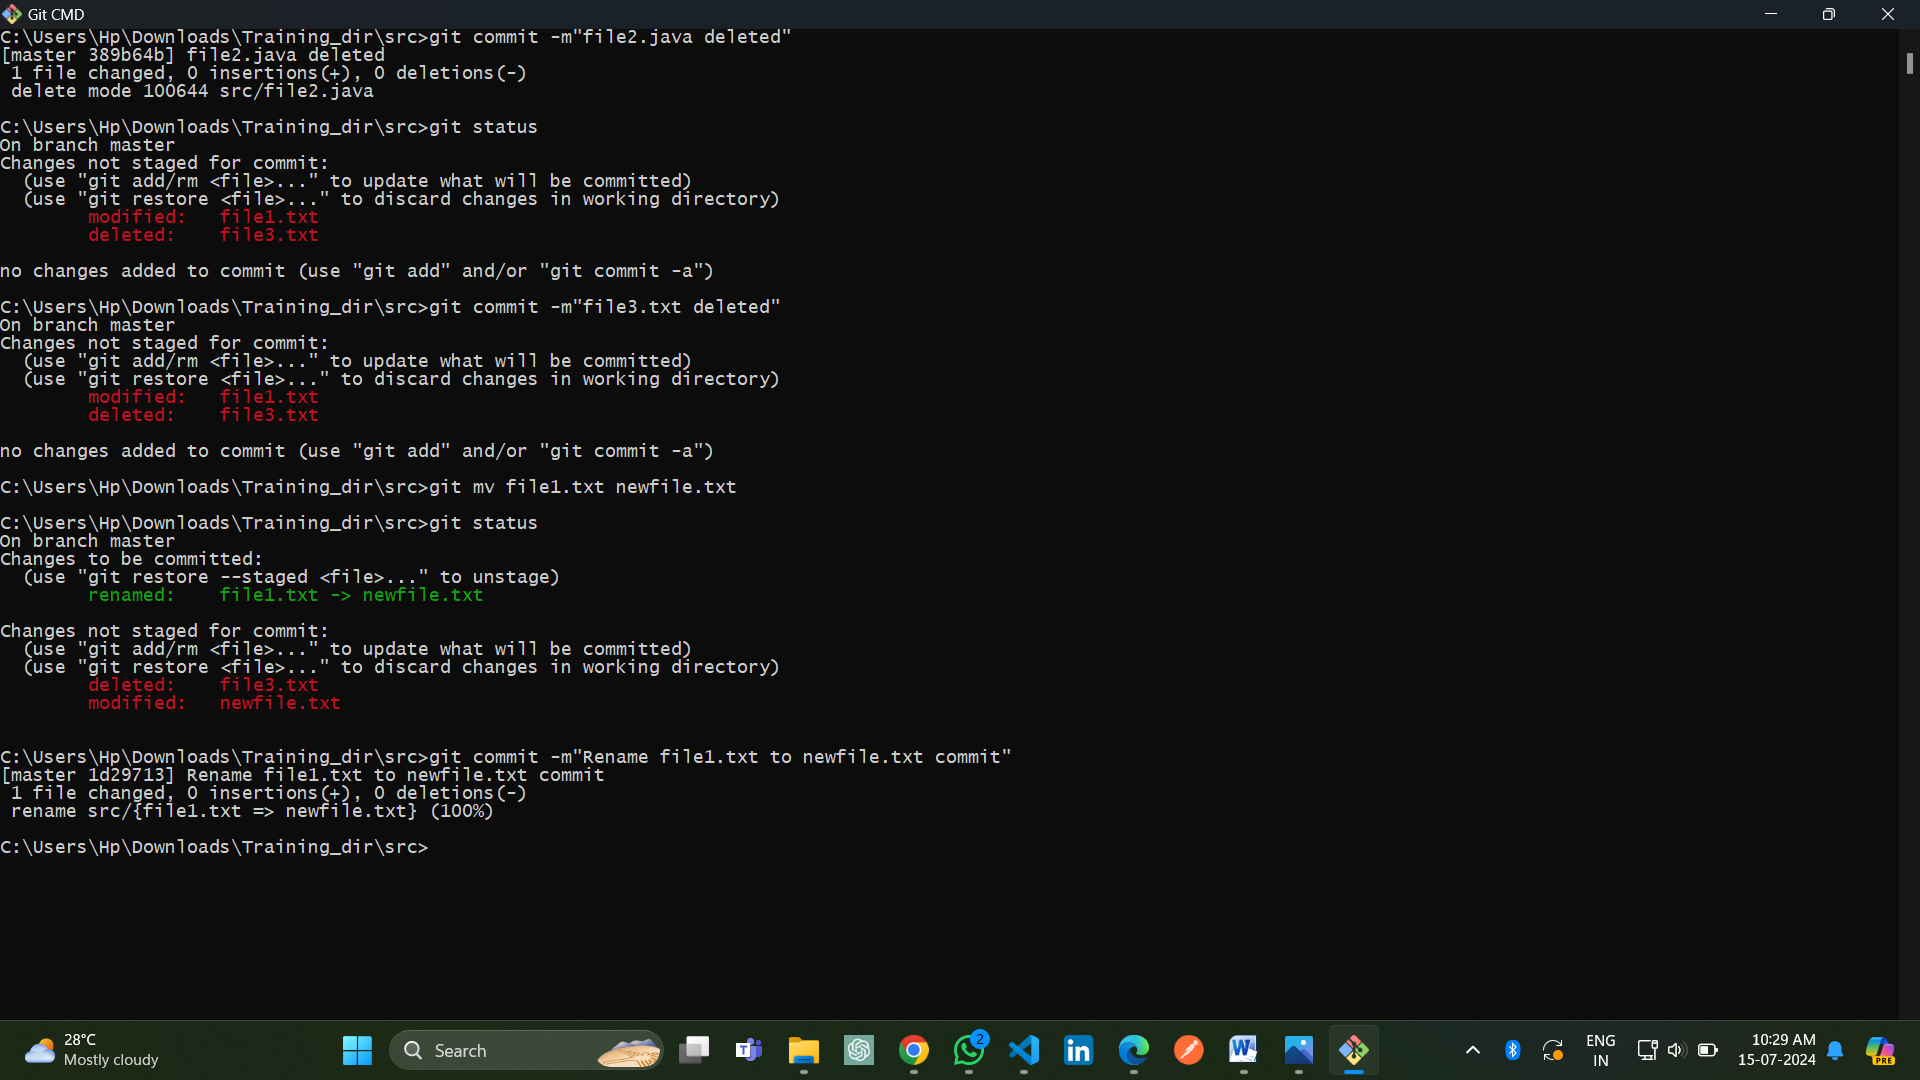 Git CMD
C:\Users\Hp\Downloads\Training_dir\src>git commit -m"file2.java deleted"
[master 389b64b] file2.java deleted
 1 file changed, 0 insertions(+), 0 deletions(-)
 delete mode 100644 src/file2.java
C:\Users\Hp\Downloads\Training_dir\src>git status
On branch master
Changes not staged for commit:
  (use "git add/rm <file>..." to update what will be committed)
  (use "git restore <file>..." to discard changes in working directory)
        modified:   file1.txt
        deleted:    file3.txt
no changes added to commit (use "git add" and/or "git commit -a")
C:\Users\Hp\Downloads\Training_dir\src>git commit -m"file3.txt deleted"
On branch master
Changes not staged for commit:
  (use "git add/rm <file>..." to update what will be committed)
  (use "git restore <file>..." to discard changes in working directory)
        modified:   file1.txt
        deleted:    file3.txt
no changes added to commit (use "git add" and/or "git commit -a")
C:\Users\Hp\Downloads\Training_dir\src>git mv file1.txt newfile.txt
C:\Users\Hp\Downloads\Training_dir\src>git status
On branch master
Changes to be committed:
  (use "git restore --staged <file>..." to unstage)
        renamed:    file1.txt -> newfile.txt
Changes not staged for commit:
  (use "git add/rm <file>..." to update what will be committed)
  (use "git restore <file>..." to discard changes in working directory)
        deleted:    file3.txt
        modified:   newfile.txt
C:\Users\Hp\Downloads\Training_dir\src>git commit -m"Rename file1.txt to newfile.txt commit"
[master 1d29713] Rename file1.txt to newfile.txt commit
 1 file changed, 0 insertions(+), 0 deletions(-)
 rename src/{file1.txt => newfile.txt} (100%)
C:\Users\Hp\Downloads\Training_dir\src>
28°C
Mostly cloudy
Search
2
ENG
IN
10:29 AM
15-07-2024
PRE